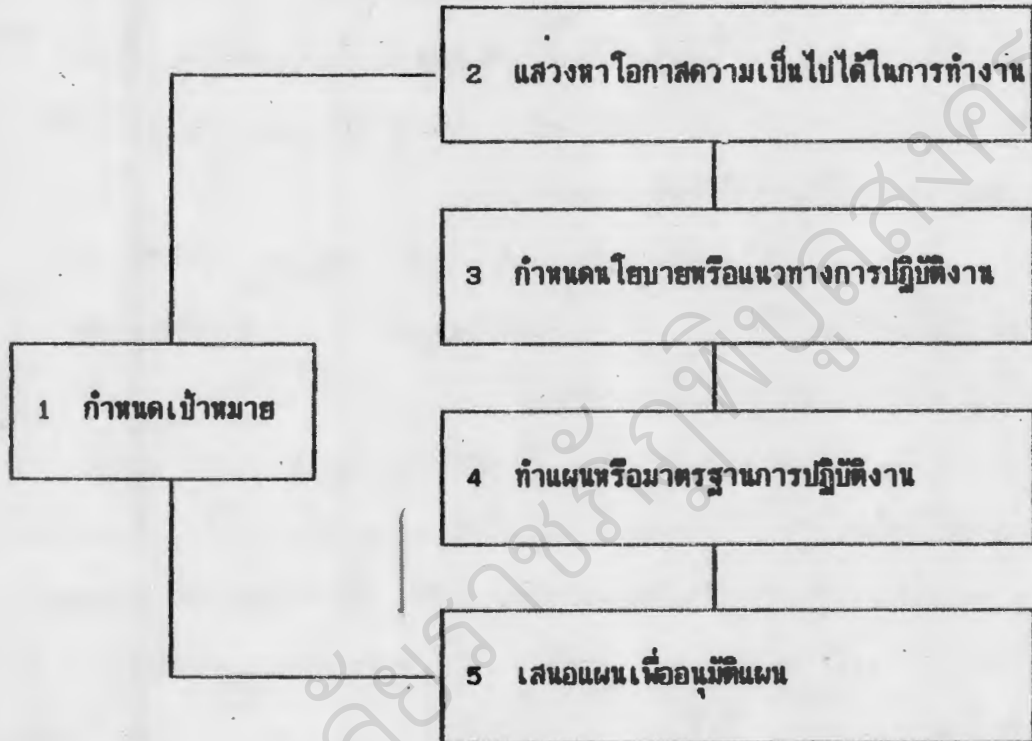 2 แสวงหาโอกาสความเป็นไปได้ในการทำงาน
3 กำหนดนโยบายหรือแนวทางการปฏิบัติงาน
1 กำหนดเป้าหมาย
4 ทำแผนหรือมาตรฐานการปฏิบัติงาน
5 เสนอแผนเพื่ออนุมัติแผน